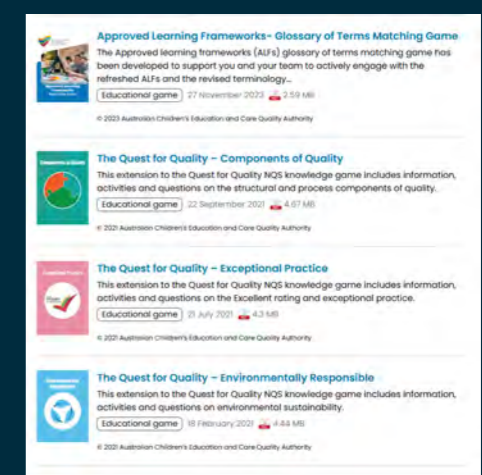 Approved Learning Frameworks- Glossary of Terms Matching Game
The Approved learning frameworks (ALFs) glossary of terms matching game has
been developed to support you and your team to actively engage with the
refreshed ALFs and the revised terminology...
Educational game 27 November 2023 2.59 MB
© 2023 Australian Children's Education and Care Quality Authority
The Quest for Quality – Components of Quality
This extension to the Quest for Quality NQS knowledge game includes information,
activities and questions on the structural and process components of quality.
Educational game 22 September 2021 4.67 MB
© 2021 Australian Children's Education and Care Quality Authority
The Quest for Quality – Exceptional Practice
This extension to the Quest for Quality NQS knowledge game includes information,
activities and questions on the Excellent rating and exceptional practice.
Educational game 21 July 2021 4.3 MB
© 2021 Australian Children's Education and Care Quality Authority
The Quest for Quality – Environmentally Responsible
This extension to the Quest for Quality NQS knowledge game includes information,
activities and questions on environmental sustainability.
Educational game 18 February 2021 4.44 MB
© 2021 Australian Children's Education and Care Quality Authority